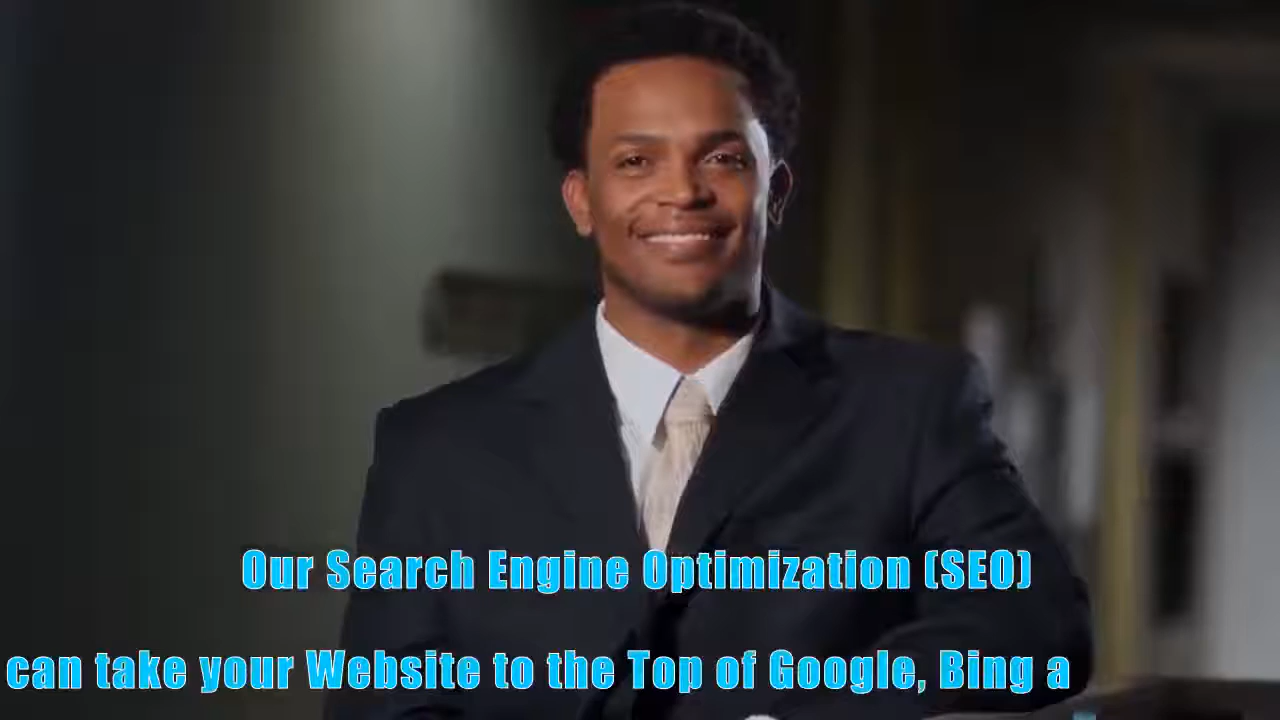 Our Search Engine Optimization (SEO)
can take your Website to the Top of Google, Bing a